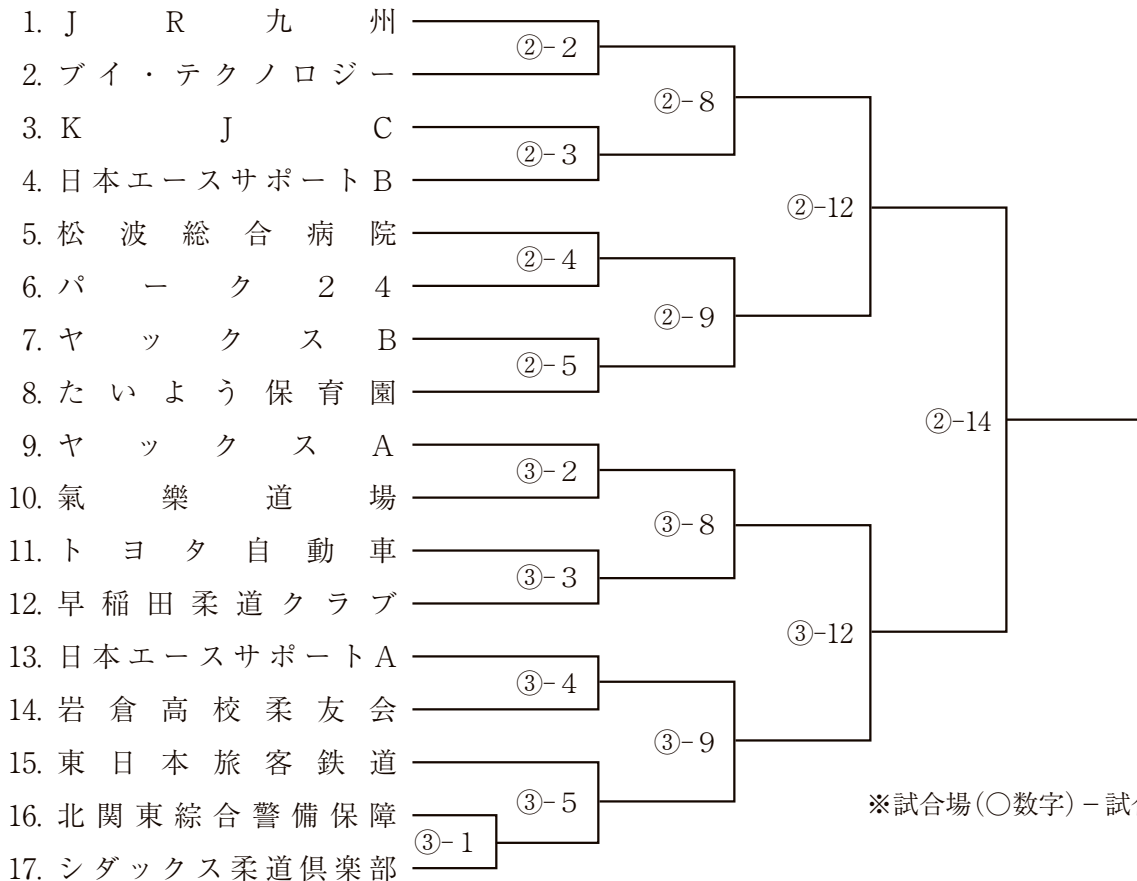 1. J R 九 州
2. ブイ・テクノロジー
3. K J C
4. 日本エースサポートB
5. 松 波 総 合 病 院
6. パ ー ク 2 4
7. ヤ ッ ク ス B
8. た い よ う 保 育 園
9. ヤ ッ ク ス A
10. 氣 樂 道 場
11. ト ヨ タ 自 動 車
12. 早稲田柔道クラブ
13. 日本エースサポートA
14. 岩 倉 高 校 柔 友 会
15. 東 日 本 旅 客 鉄 道
16. 北関東綜合警備保障
17. シダックス柔道倶楽部
②-2
②-3
②-4
②-5
③-2
③-3
③-4
③-5
③-1
②-8
②-9
③-8
③-9
②-12
③-12
②-14
※試合場(○数字)-試